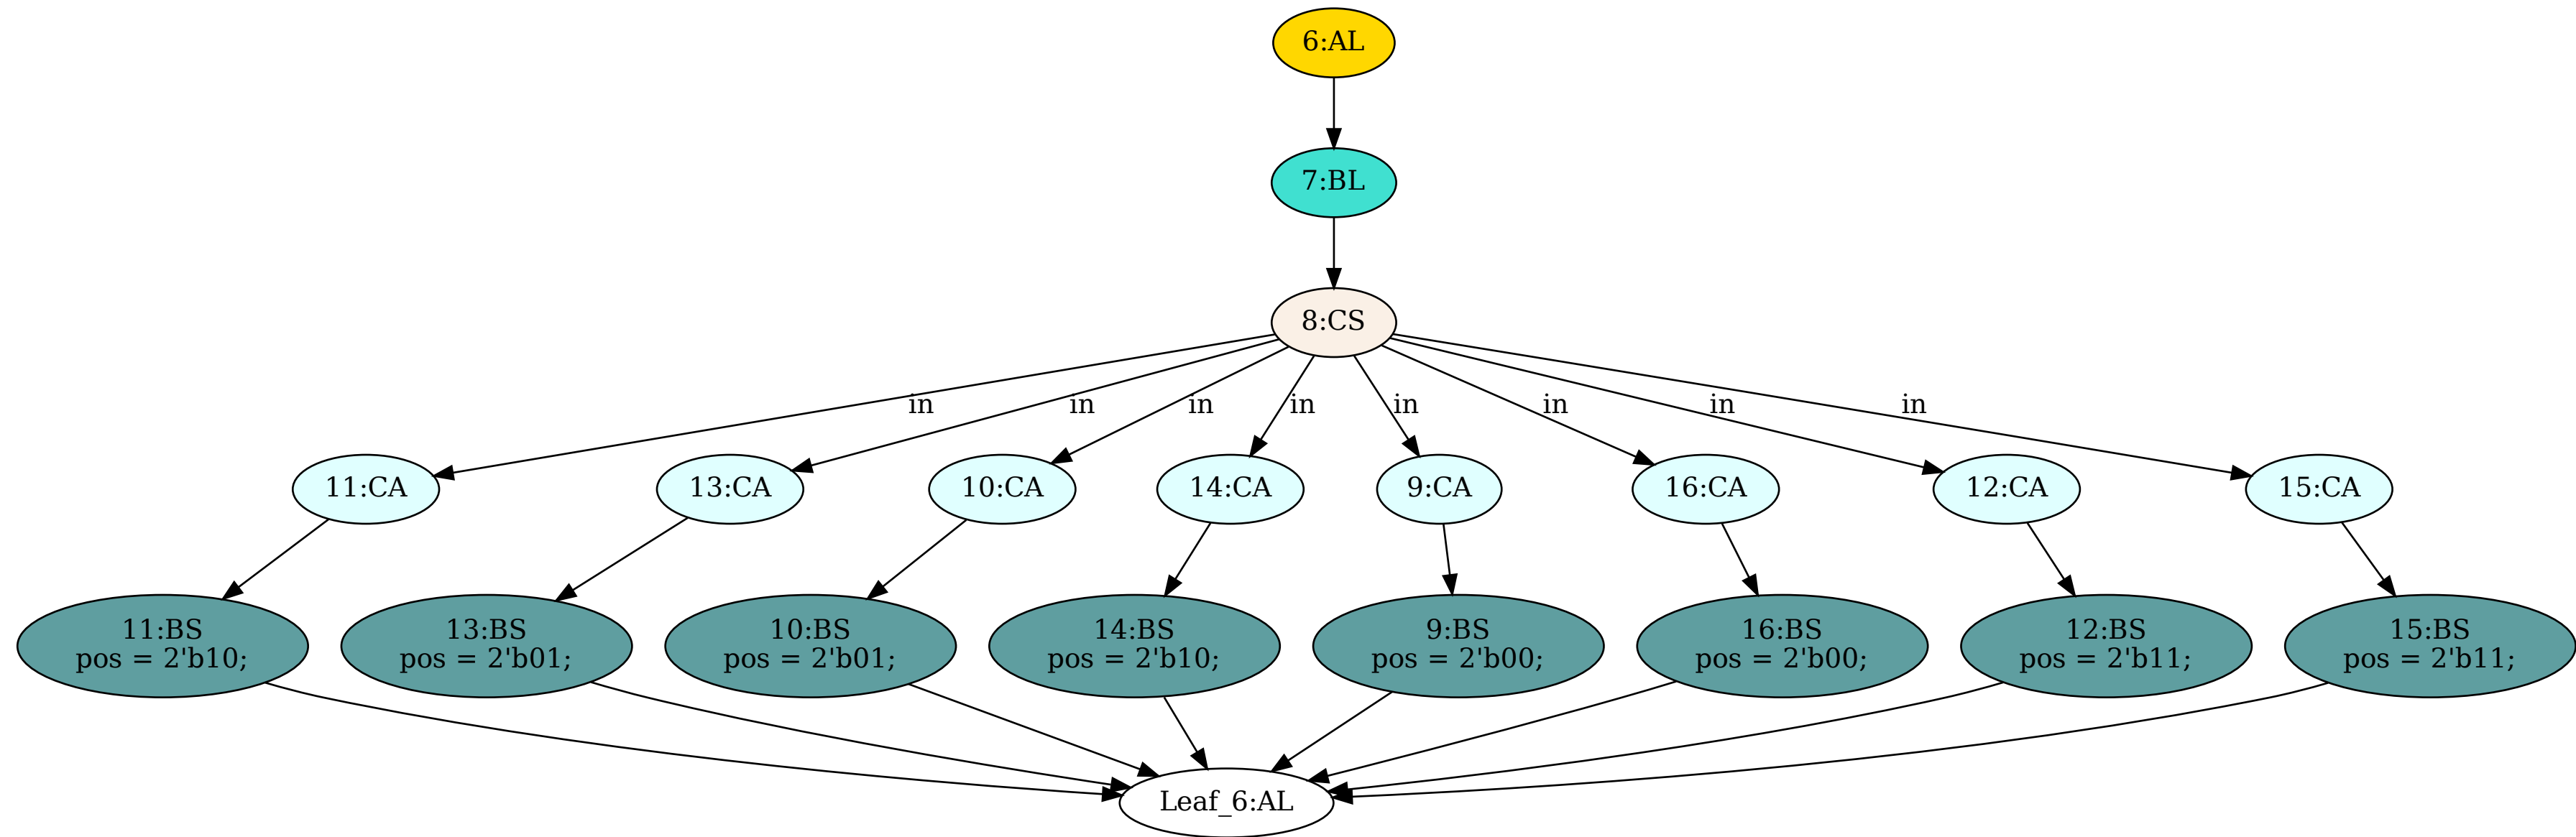 6:AL
7:BL
8:CS
in in in in in in in in
11:CA 13:CA 10:CA 14:CA 9:CA 16:CA 12:CA 15:CA
11:BS
pos = 2'b10;
13:BS
pos = 2'b01;
10:BS
pos = 2'b01;
14:BS
pos = 2'b10;
9:BS
pos = 2'b00;
16:BS
pos = 2'b00;
12:BS
pos = 2'b11;
15:BS
pos = 2'b11;
Leaf_6:AL